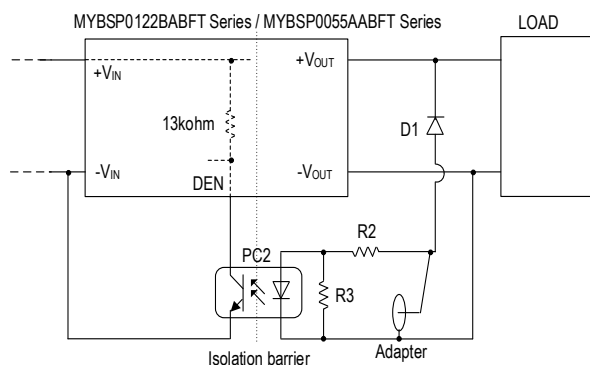 MYBSP0122BABFT Series / MYBSP0055AABFT Series
LOAD
+VIN
+VOUT
13kohm
D1
-VIN
-VOUT
DEN
R2
PC2
R3
Adapter
Isolation barrier